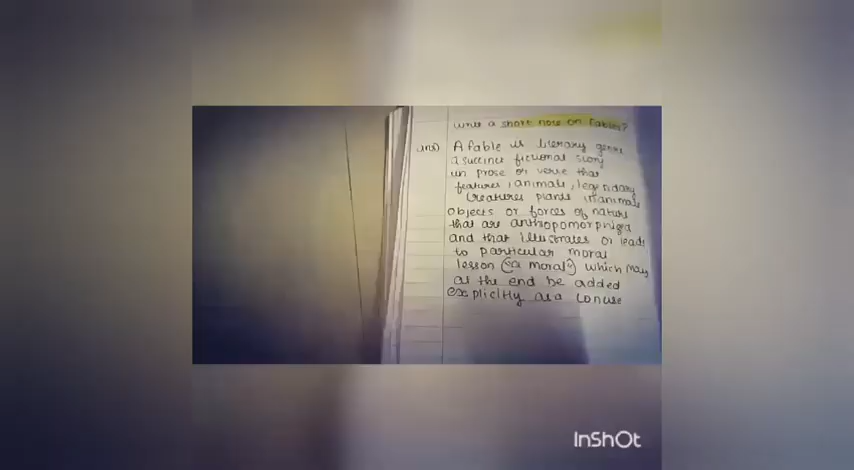 Write a short note on Fables?
ans) A fable is literary genre
a succinct fictional story
in prose or verse that
features, animals, legendary
creatures plants inanimate
objects or forces of nature
that are anthropomorphized
and that illustrates or leads
to particular moral
lesson ("a moral") which may
at the end be added
explicitly as a
InShOt